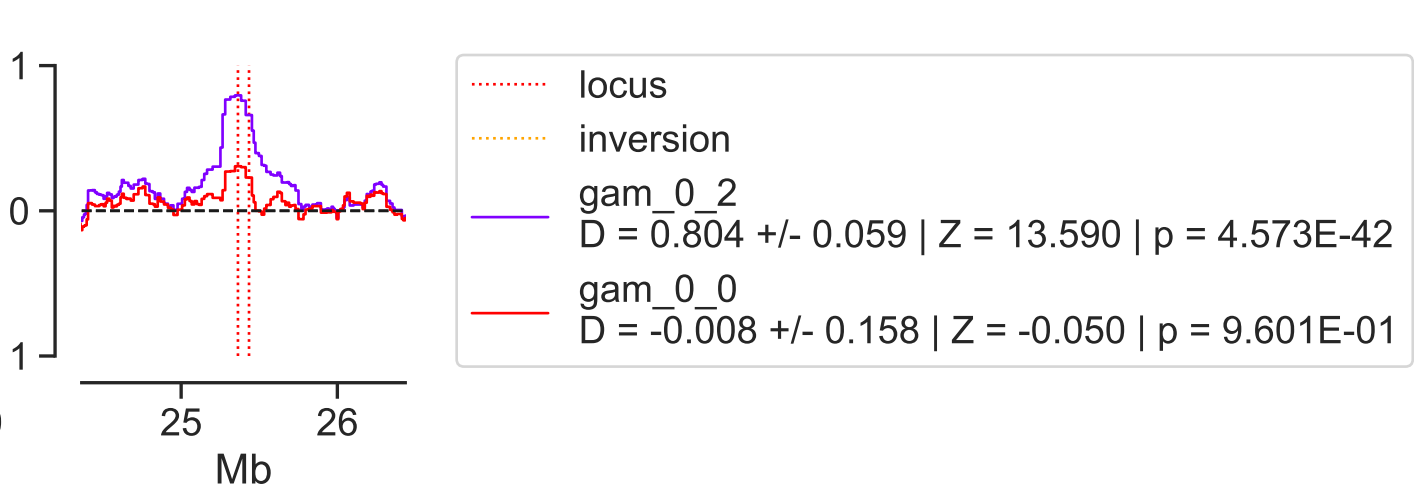 1
0
1
25 26
Mb
locus
inversion
gam_0_2
D = 0.804 +/- 0.059 | Z = 13.590 | p = 4.573E-42
gam_0_0
D = -0.008 +/- 0.158 | Z = -0.050 | p = 9.601E-01